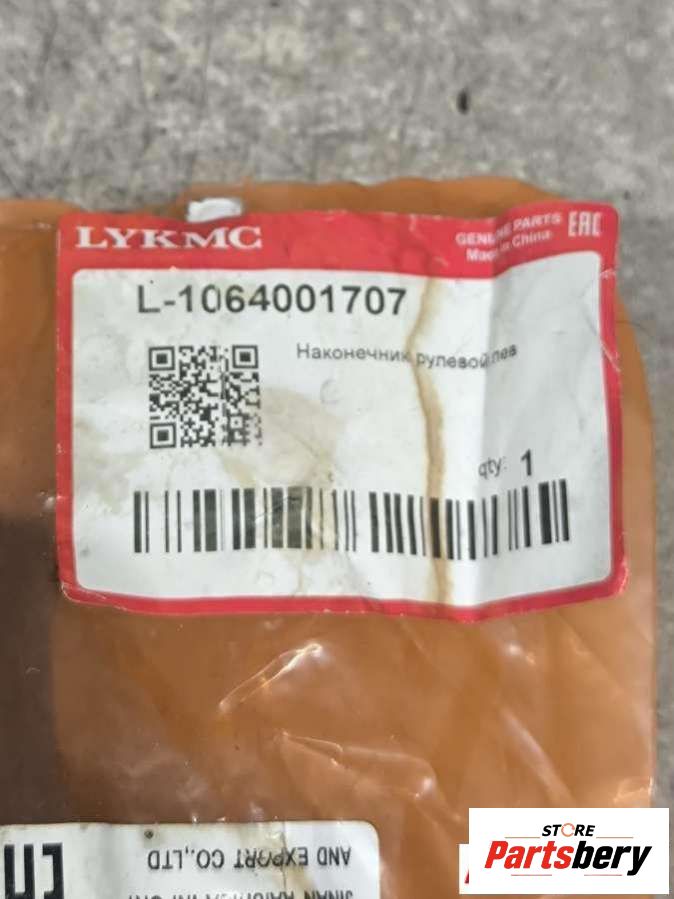 LYKMC
GENUINE PARTS
Made in China
EAC
L-1064001707
Наконечник рулевой лев
qty: 1
AND EXPORT CO.,LTD
JINAN
STORE
Partsbery